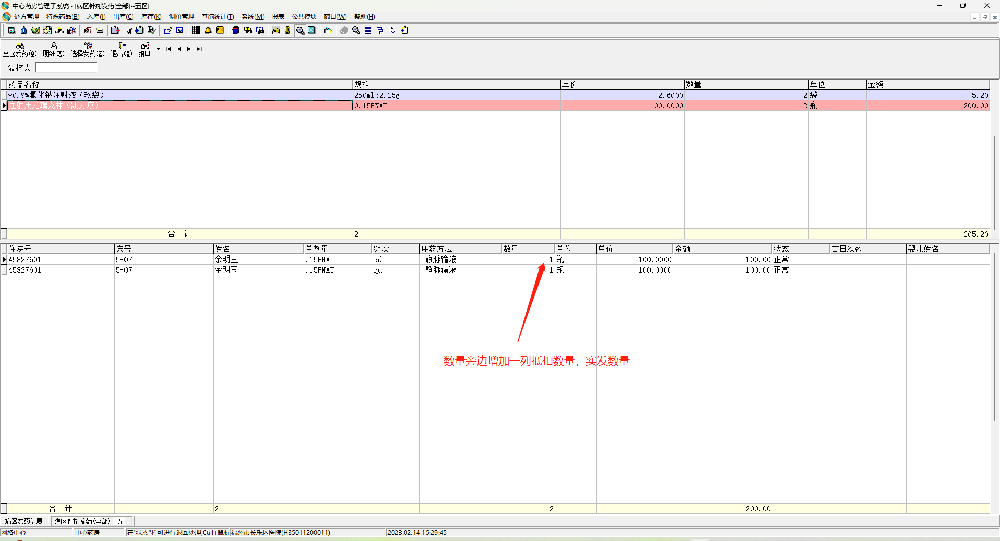 中心药房管理子系统 - [病区针剂发药(全部)--五区]
处方管理 特殊药品(B) 入库(I) 出库(C) 库存(K) 调价管理 查询统计(T) 系统(M) 报表 公共模块 窗口(W) 帮助(H)
全区发药(Q) 明细(M) 选择发药(Z) 退出(X) 接口
复核人
药品名称 规格 单价 数量 单位 金额
*0.9%氯化钠注射液（软袋） 250ml:2.25g 2.6000 2 袋 5.20
注射用尤瑞克林（凯力康） 0.15PNAU 100.0000 2 瓶 200.00
合 计 2 205.20
住院号 床号 姓名 单剂量 频次 用药方法 数量 单位 单价 金额 状态 首日次数 婴儿姓名
45827601 5-07 余明玉 .15PNAU qd 静脉输液 1 瓶 100.0000 100.00 正常
45827601 5-07 余明玉 .15PNAU qd 静脉输液 1 瓶 100.0000 100.00 正常
数量旁边增加一列抵扣数量，实发数量
合 计 2 2 200.00
病区发药信息 病区针剂发药(全部)—五区
网络中心 中心药房 在"状态"栏可进行退回处理,Ctrl+鼠标 福州市长乐区医院(H35011200011) 2023.02.14 15:29:45